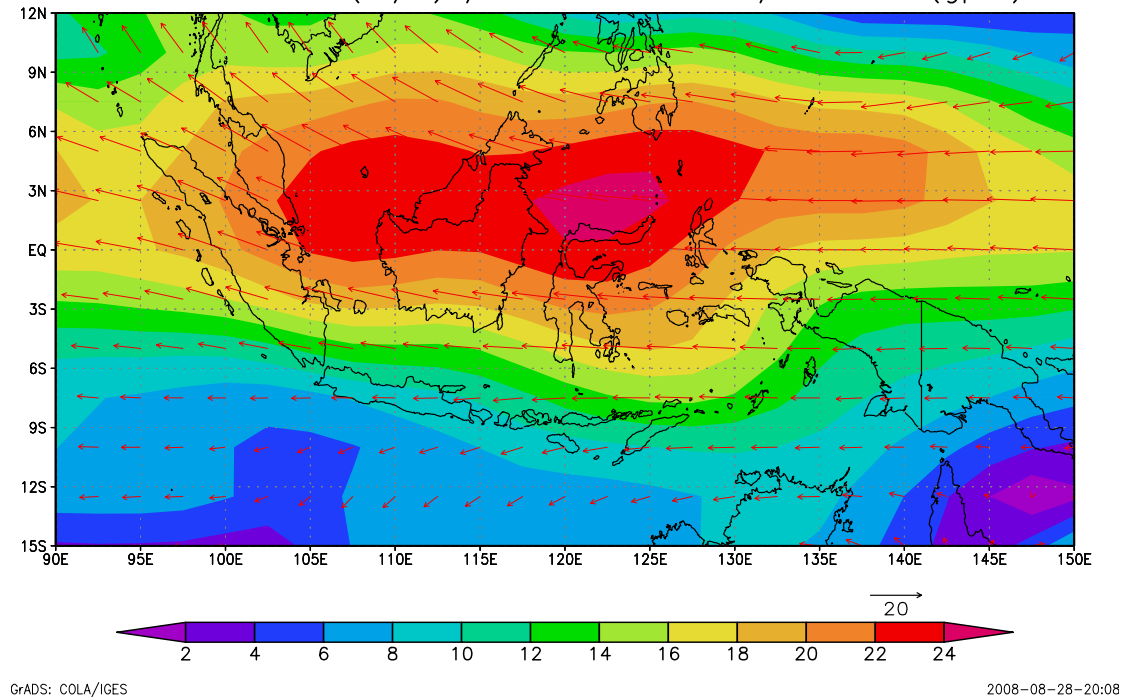 12N
9N
6N
3N
EQ
3S
6S
9S
12S
15S
90E 95E 100E 105E 110E 115E 120E 125E 130E 135E 140E 145E 150E
20
2 4 6 8 10 12 14 16 18 20 22 24
GrADS: COLA/IGES
2008-08-28-20:08